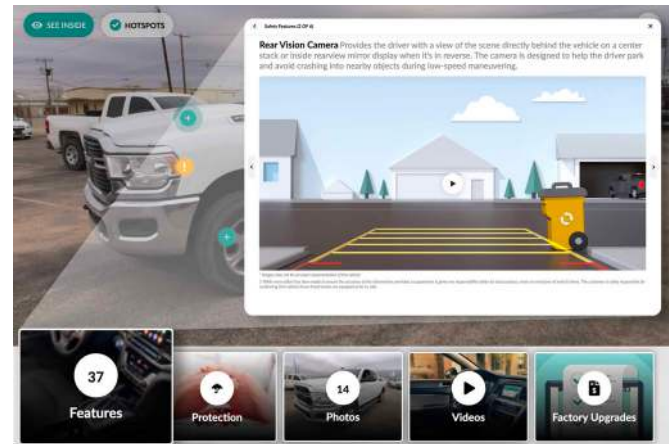 SEE INSIDE
HOTSPOTS
Safety Features (2 OF 6)
Rear Vision Camera Provides the driver with a view of the scene directly behind the vehicle on a center
stack or inside rearview mirror display when it's in reverse. The camera is designed to help the driver park
and avoid crashing into nearby objects during low-speed maneuvering.
37
Features
Protection
14
Photos
Videos
Factory Upgrades